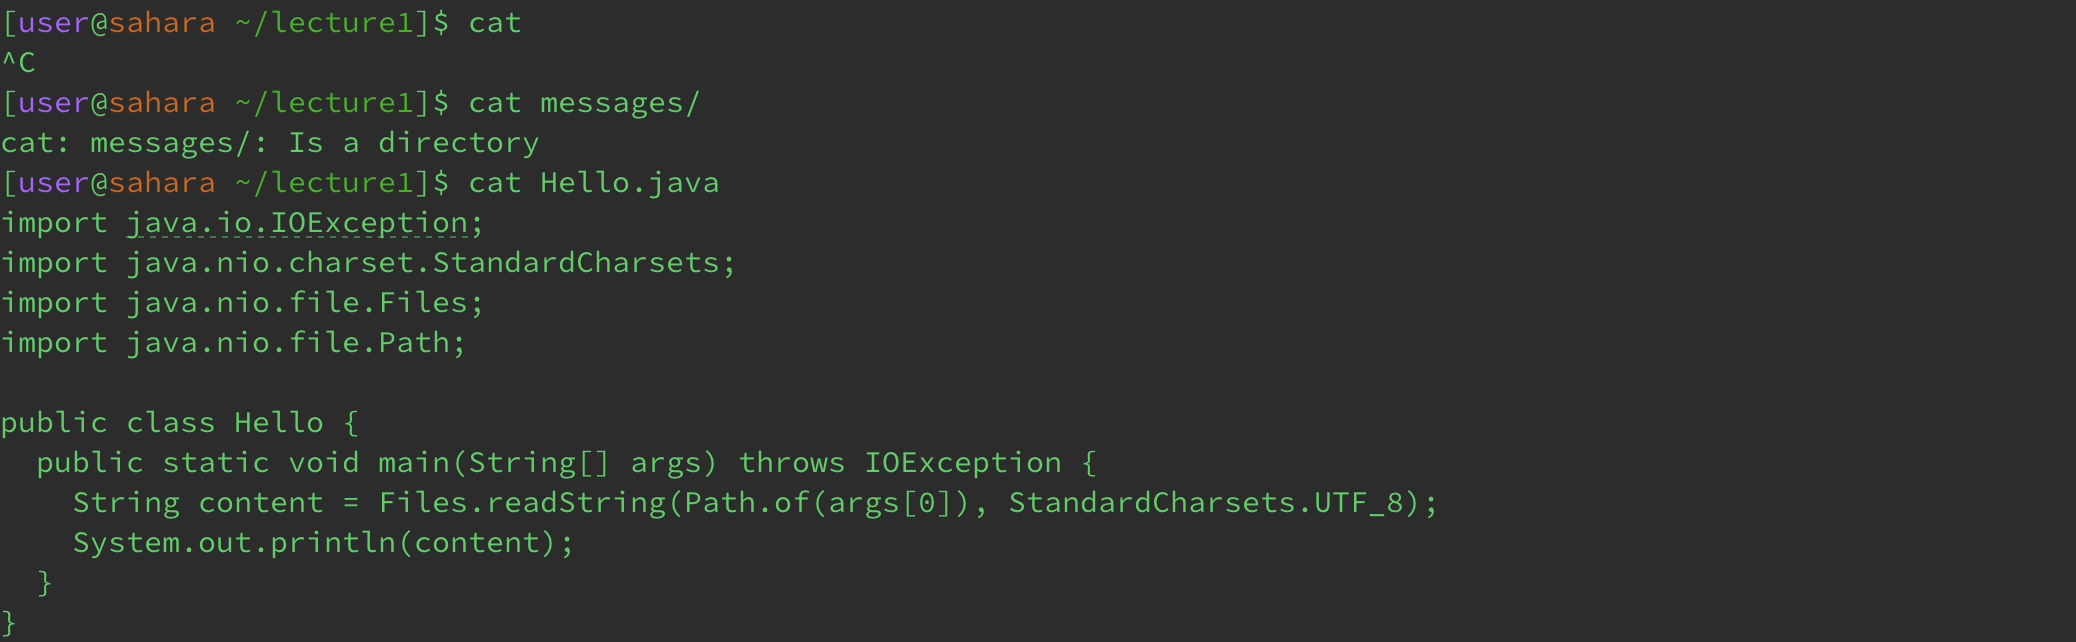 [user@sahara ~/lecture1]$ cat
^C
[user@sahara ~/lecture1]$ cat messages/
cat: messages/: Is a directory
[user@sahara ~/lecture1]$ cat Hello.java
import java.io.IOException;
import java.nio.charset.StandardCharsets;
import java.nio.file.Files;
import java.nio.file.Path;

public class Hello {
  public static void main(String[] args) throws IOException {
    String content = Files.readString(Path.of(args[0]), StandardCharsets.UTF_8);
    System.out.println(content);
  }
}